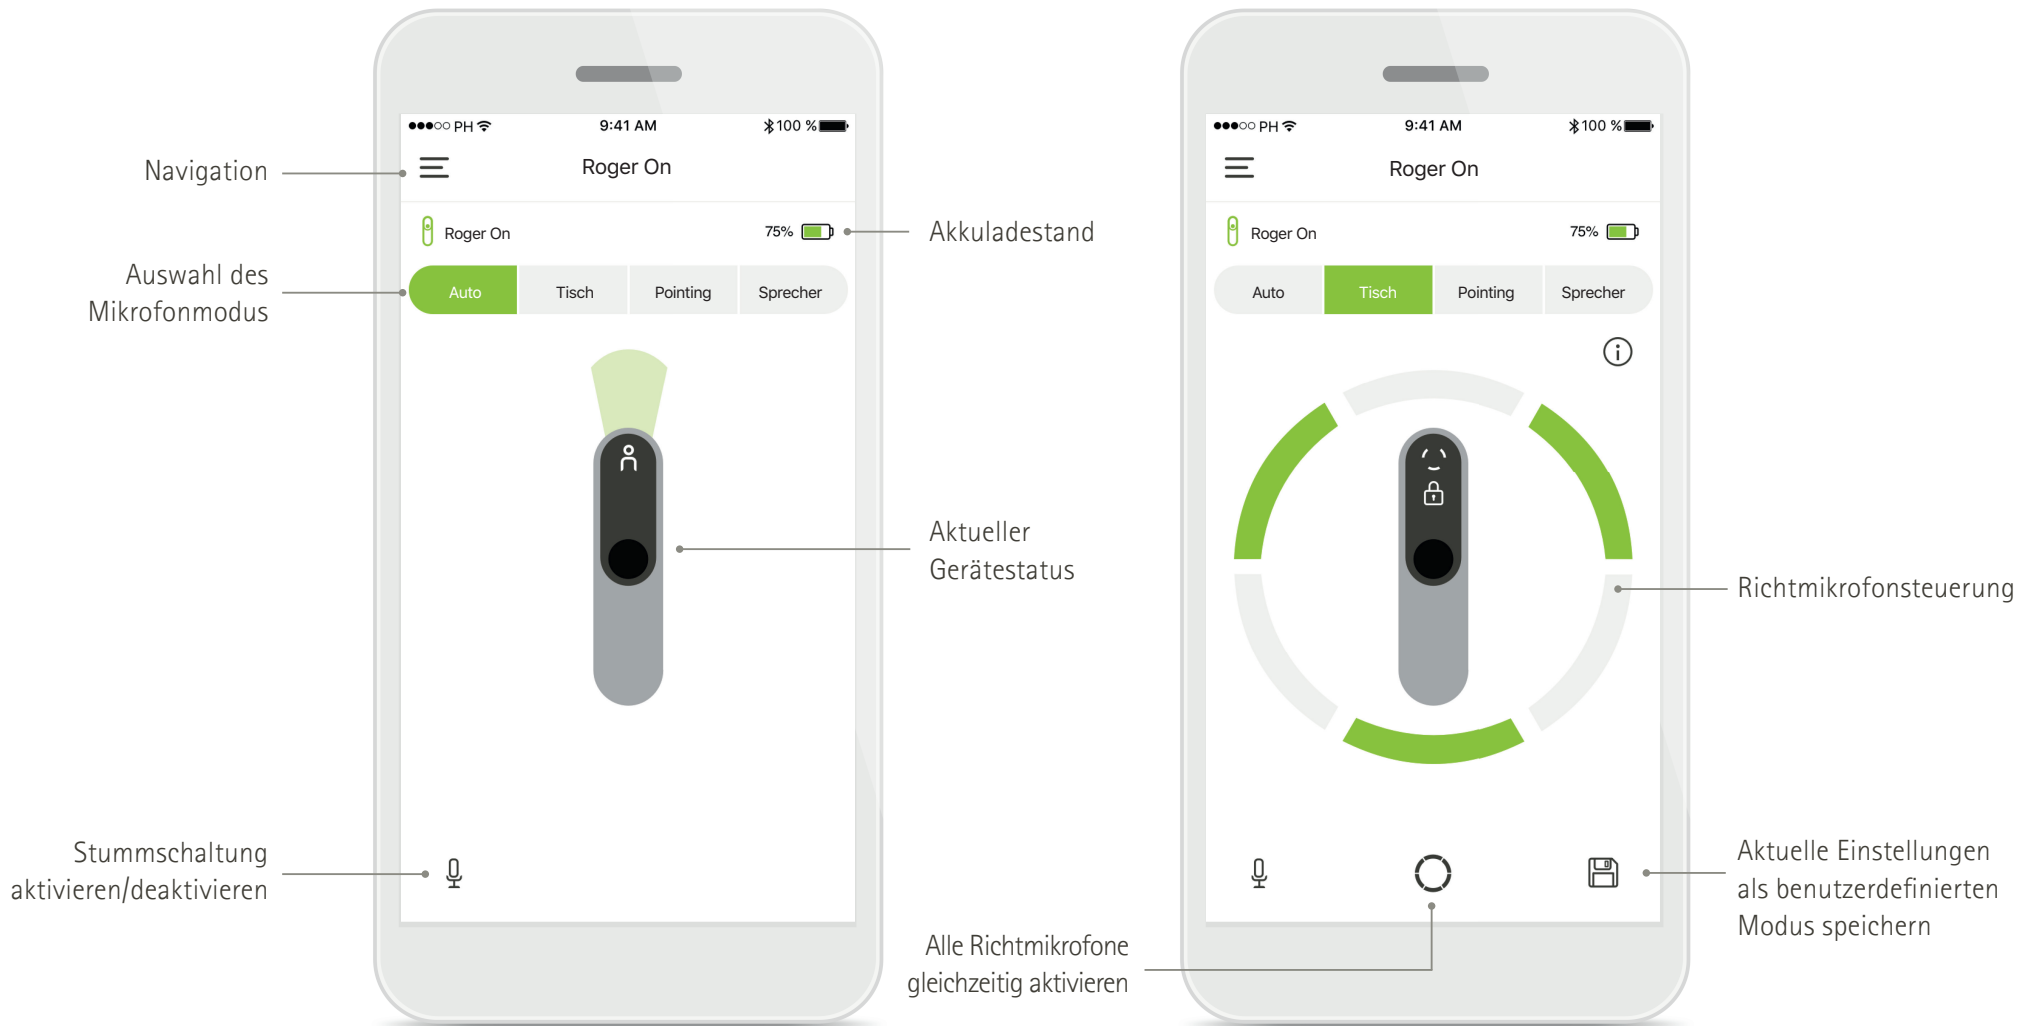 PH 9:41 AM 100 %
Roger On
Roger On 75%
Auto Tisch Pointing Sprecher
Navigation
Auswahl des
Mikrofonmodus
Akkuladestand
Aktueller
Gerätestatus
Stummschaltung
aktivieren/deaktivieren
PH 9:41 AM 100 %
Roger On
Roger On 75%
Auto Tisch Pointing Sprecher
Richtmikrofonsteuerung
Aktuelle Einstellungen
als benutzerdefinierten
Modus speichern
Alle Richtmikrofone
gleichzeitig aktivieren